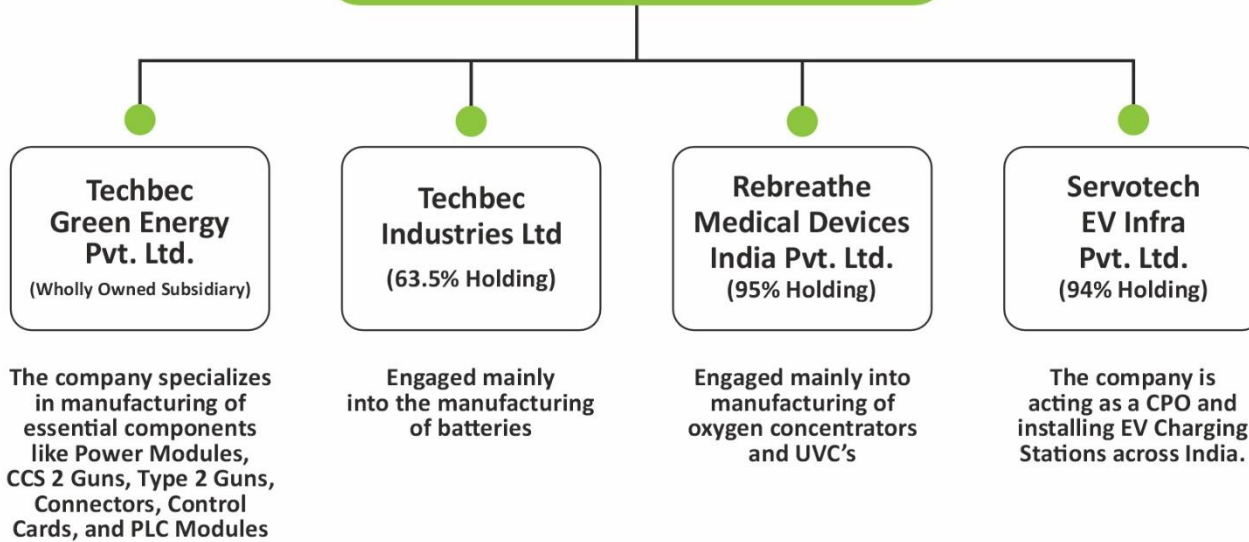 Techbec
Green Energy
Pvt. Ltd.
(Wholly Owned Subsidiary)
The company specializes
in manufacturing of
essential components
like Power Modules,
CCS 2 Guns, Type 2 Guns,
Connectors, Control
Cards, and PLC Modules
Techbec
Industries Ltd
(63.5% Holding)
Engaged mainly
into the manufacturing
of batteries
Rebreathe
Medical Devices
India Pvt. Ltd.
(95% Holding)
Engaged mainly into
manufacturing of
oxygen concentrators
and UVC’s
Servotech
EV Infra
Pvt. Ltd.
(94% Holding)
The company is
acting as a CPO and
installing EV Charging
Stations across India.